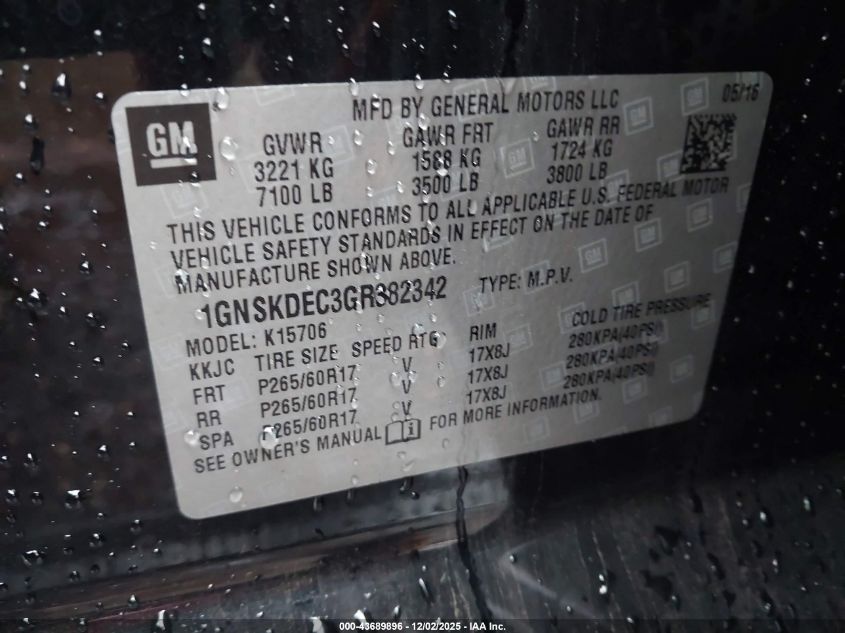 GM
MFD BY GENERAL MOTORS LLC 05/16
GVWR GAWR FRT GAWR RR
3221 KG 1588 KG 1724 KG
7100 LB 3500 LB 3800 LB
THIS VEHICLE CONFORMS TO ALL APPLICABLE U.S. FEDERAL MOTOR
VEHICLE SAFETY STANDARDS IN EFFECT ON THE DATE OF
MANUFACTURE SHOWN ABOVE.
1GNSKDEC3GR382342 TYPE: M.P.V.
MODEL: K15706
KKJC TIRE SIZE SPEED RTG RIM COLD TIRE PRESSURE
FRT P265/60R17 V 17X8J 280KPA(40PSI)
RR P265/60R17 V 17X8J 280KPA(40PSI)
SPA P265/60R17 V 17X8J 280KPA(40PSI)
SEE OWNER'S MANUAL FOR MORE INFORMATION.
000-43689896 - 12/02/2025 - IAA Inc.